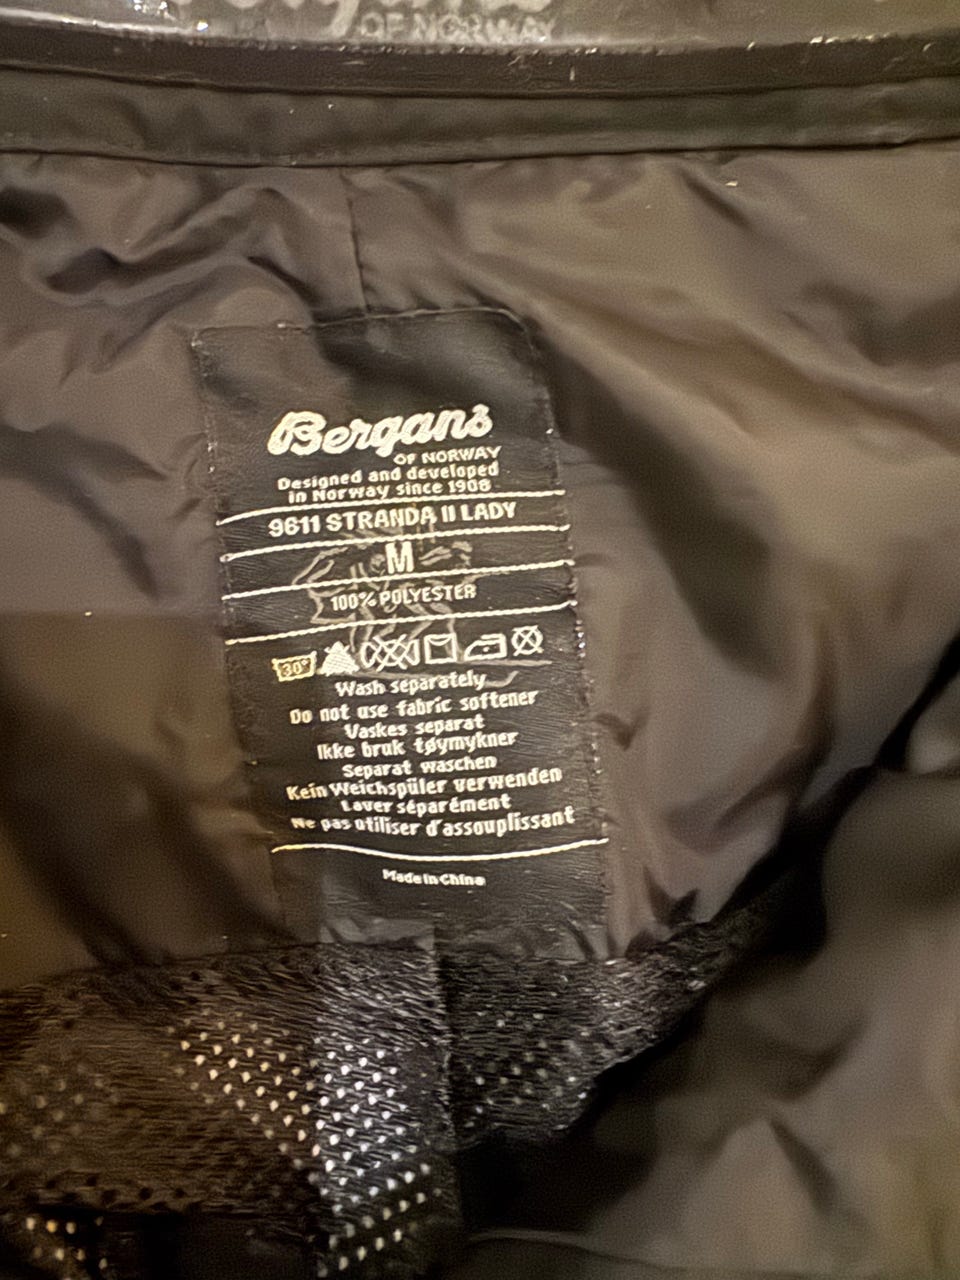 OF NORWAY
Bergans
OF NORWAY
Designed and developed
in Norway since 1908
9611 STRANDA II LADY
M
100% POLYESTER
30°
Wash separately
Do not use fabric softener
Vaskes separat
Ikke bruk tøymykner
Separat waschen
Kein Weichspüler verwenden
Laver séparément
Ne pas utiliser d'assouplissant
Made in China